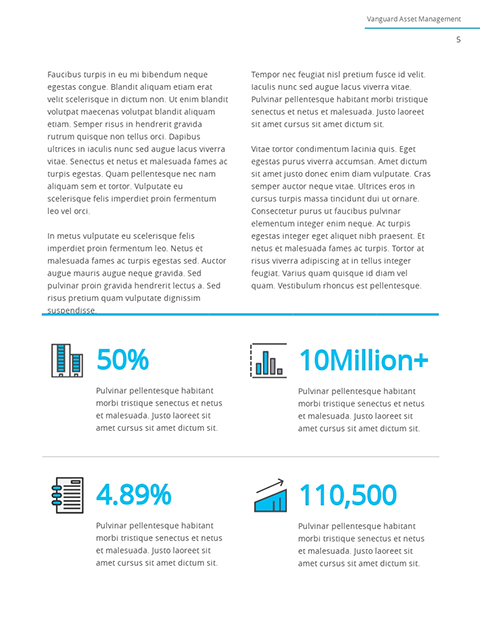 Vanguard Asset Management
5
Faucibus turpis in eu mi bibendum neque
egestas congue. Blandit aliquam etiam erat
velit scelerisque in dictum non. Ut enim blandit
volutpat maecenas volutpat blandit aliquam
etiam. Semper risus in hendrerit gravida
rutrum quisque non tellus orci. Dapibus
ultrices in iaculis nunc sed augue lacus viverra
vitae. Senectus et netus et malesuada fames ac
turpis egestas. Quam pellentesque nec nam
aliquam sem et tortor. Vulputate eu
scelerisque felis imperdiet proin fermentum
leo vel orci.
In metus vulputate eu scelerisque felis
imperdiet proin fermentum leo. Netus et
malesuada fames ac turpis egestas sed. Auctor
augue mauris augue neque gravida. Sed
pulvinar proin gravida hendrerit lectus a. Sed
risus pretium quam vulputate dignissim
suspendisse.
Tempor nec feugiat nisl pretium fusce id velit.
Iaculis nunc sed augue lacus viverra vitae.
Pulvinar pellentesque habitant morbi tristique
senectus et netus et malesuada. Justo laoreet
sit amet cursus sit amet dictum sit.
Vitae tortor condimentum lacinia quis. Eget
egestas purus viverra accumsan. Amet dictum
sit amet justo donec enim diam vulputate. Cras
semper auctor neque vitae. Ultrices eros in
cursus turpis massa tincidunt dui ut ornare.
Consectetur purus ut faucibus pulvinar
elementum integer enim neque. Ac turpis
egestas integer eget aliquet nibh praesent. Et
netus et malesuada fames ac turpis. Tortor at
risus viverra adipiscing at in tellus integer
feugiat. Varius quam quisque id diam vel
quam. Vestibulum rhoncus est pellentesque.
50%
Pulvinar pellentesque habitant
morbi tristique senectus et netus
et malesuada. Justo laoreet sit
amet cursus sit amet dictum sit.
10Million+
Pulvinar pellentesque habitant
morbi tristique senectus et netus
et malesuada. Justo laoreet sit
amet cursus sit amet dictum sit.
4.89%
Pulvinar pellentesque habitant
morbi tristique senectus et netus
et malesuada. Justo laoreet sit
amet cursus sit amet dictum sit.
110,500
Pulvinar pellentesque habitant
morbi tristique senectus et netus
et malesuada. Justo laoreet sit
amet cursus sit amet dictum sit.